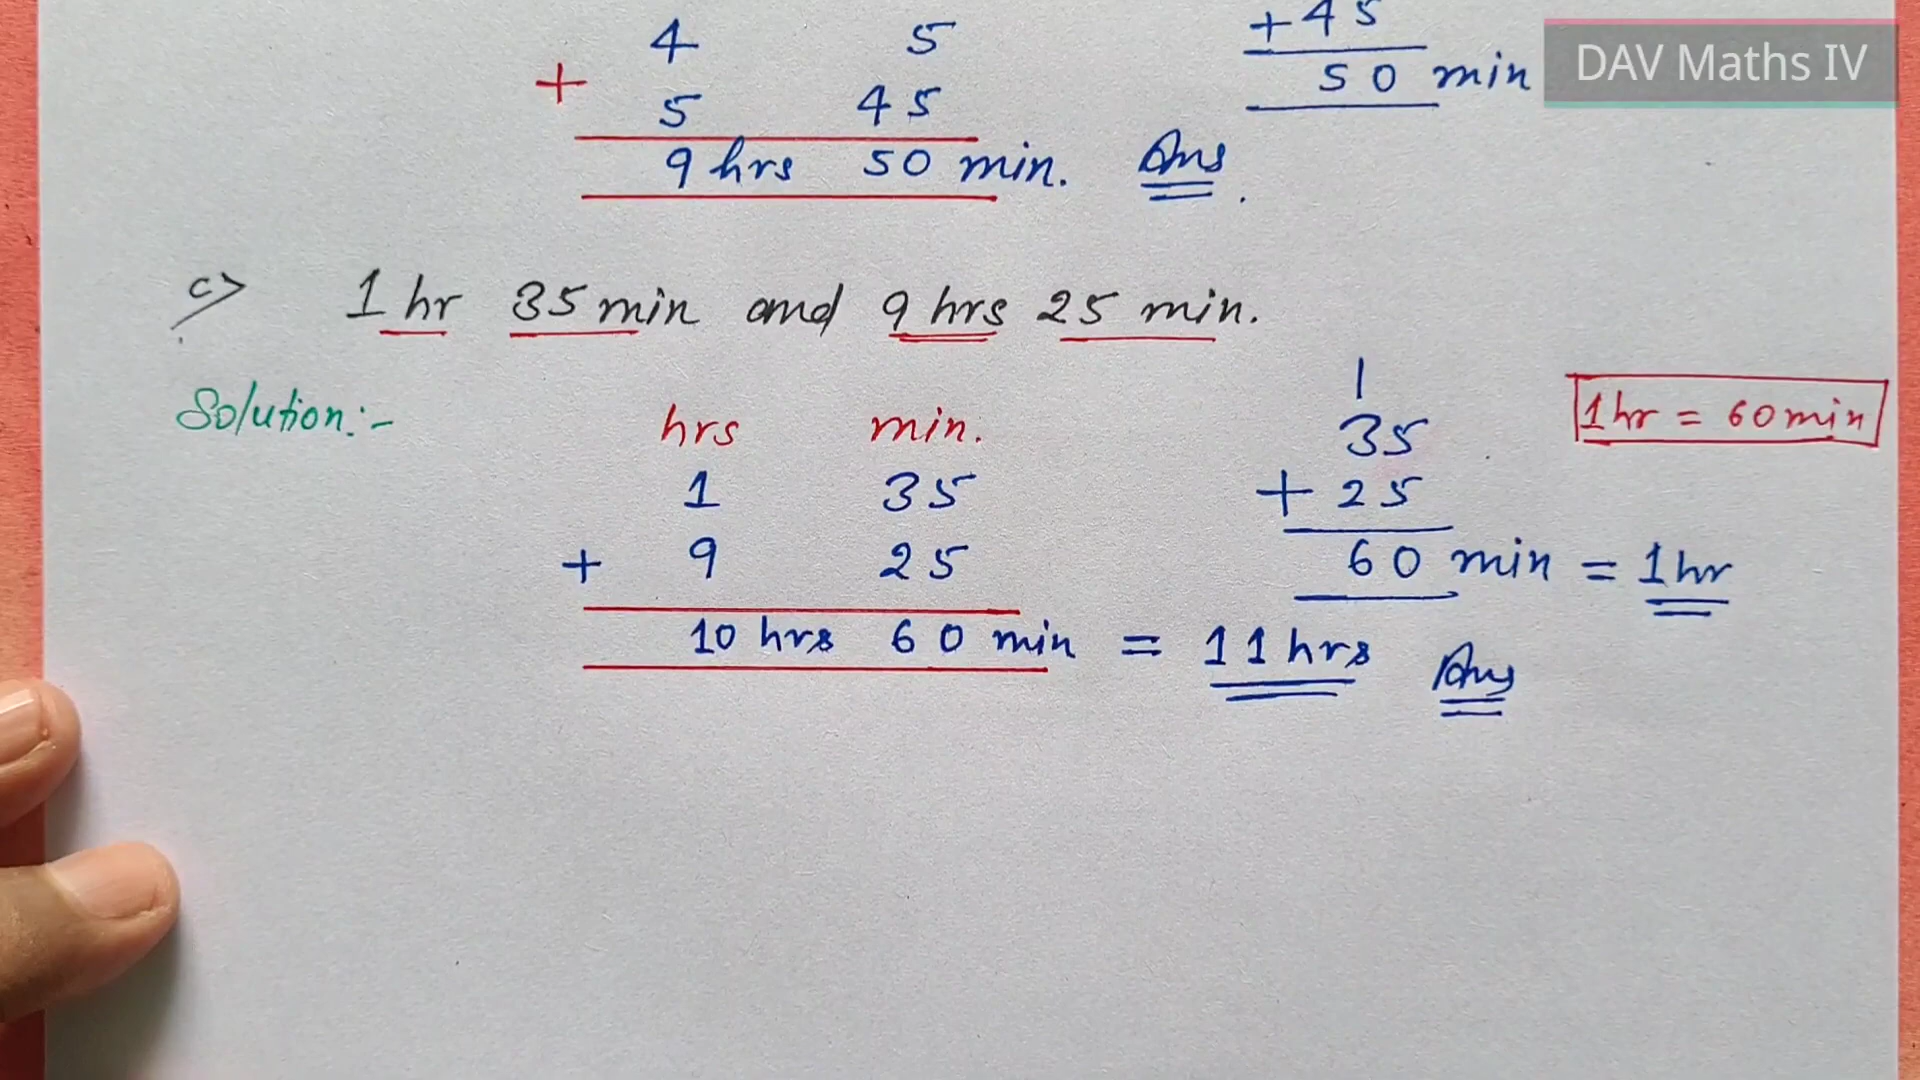 4 5 + 45
+ 5 45 50 min
9 hrs 50 min. Ans.
DAV Maths IV
c> 1 hr 35 min and 9 hrs 25 min.
Solution:-
hrs min.
1 35
+ 9 25
10 hrs 60 min = 11 hrs Ans
1
35
+ 25
60 min = 1 hr
1 hr = 60 min